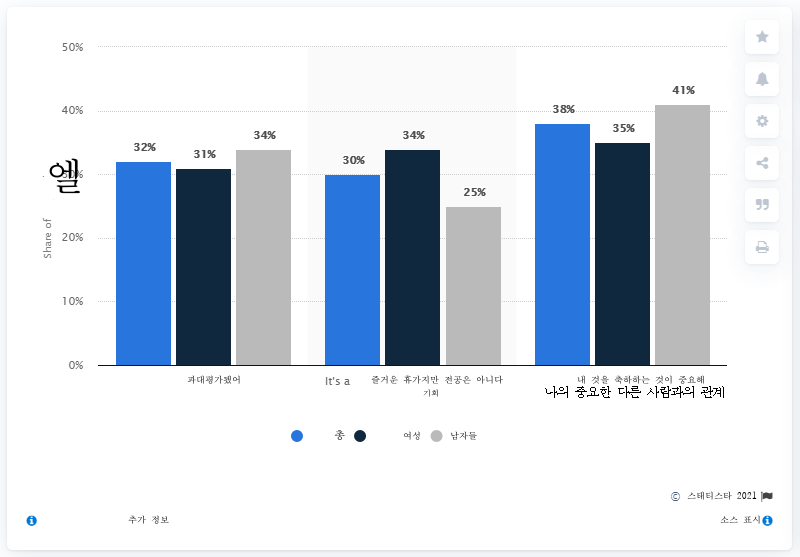 50%
40%
30%
20%
10%
0%
엘
Share of
32%
31%
34%
30%
34%
25%
38%
35%
41%
과대평가됐어
It's a 즐거운 휴가지만 전공은 아니다
기회
내 것을 축하하는 것이 중요해
나의 중요한 다른 사람과의 관계
총 여성 남자들
© 스태티스타 2021
추가 정보 소스 표시